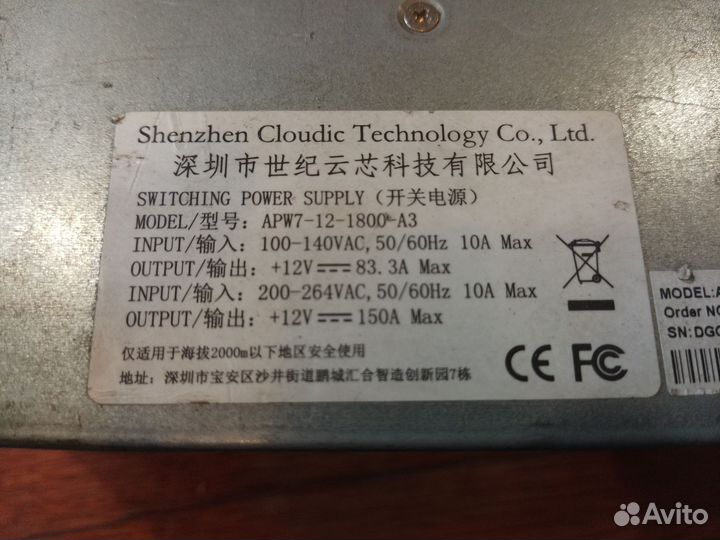 Shenzhen Cloudic Technology Co., Ltd.
深圳市世纪云芯科技有限公司
SWITCHING POWER SUPPLY (开关电源)
MODEL/型号: APW7-12-1800-A3
INPUT/输入: 100-140VAC, 50/60Hz 10A Max
OUTPUT/输出: +12V 83.3A Max
INPUT/输入: 200-264VAC, 50/60Hz 10A Max
OUTPUT/输出: +12V 150A Max
仅适用于海拔2000m以下地区安全使用
地址: 深圳市宝安区沙井街道鹏城汇合智造创新园7栋
CE FC
MODEL:A
Order NO
SN:DGC
Avito